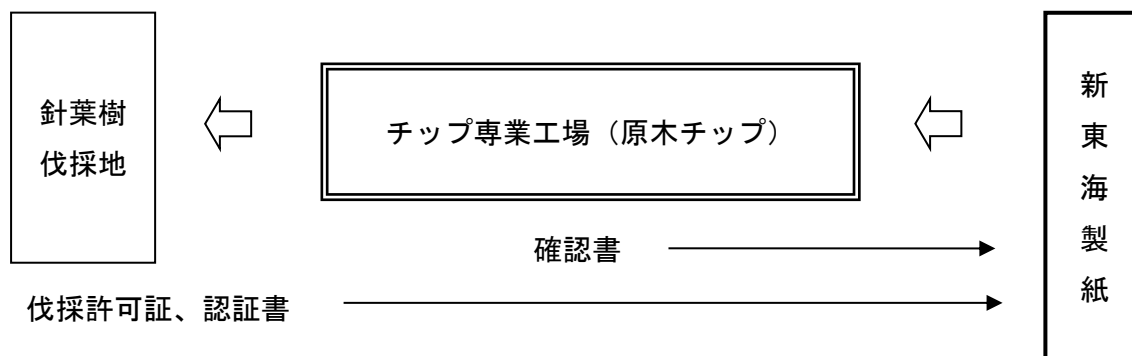 針葉樹
伐採地
チップ専業工場（原木チップ）
新東海製紙
確認書
伐採許可証、認証書